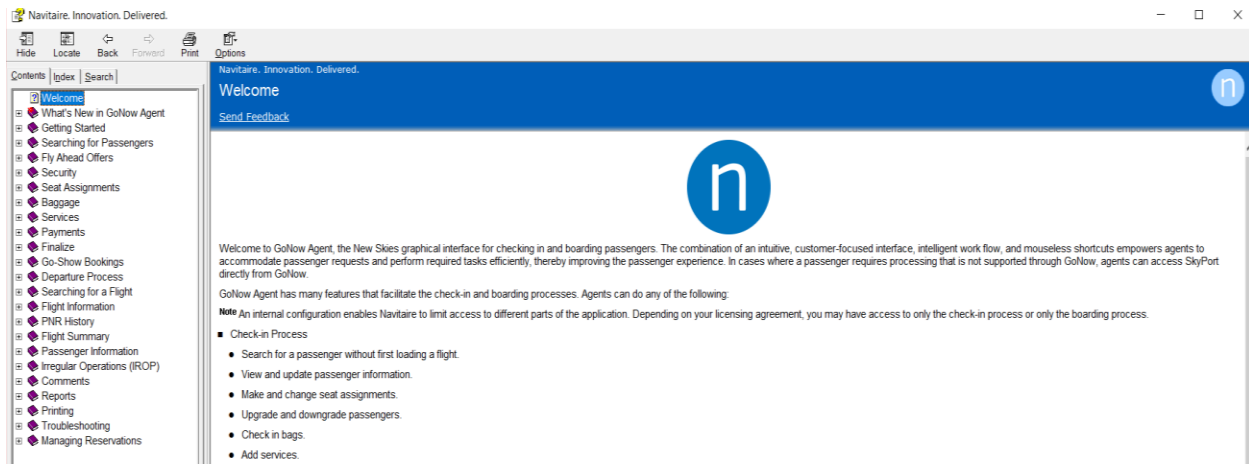 Navitaire. Innovation. Delivered.
Hide Locate Back Forward Print Options
Contents Index Search
Welcome
What's New in GoNow Agent
Getting Started
Searching for Passengers
Fly Ahead Offers
Security
Seat Assignments
Baggage
Services
Payments
Finalize
Go-Show Bookings
Departure Process
Searching for a Flight
Flight Information
PNR History
Flight Summary
Passenger Information
Irregular Operations (IROP)
Comments
Reports
Printing
Troubleshooting
Managing Reservations
Navitaire. Innovation. Delivered.
Welcome
Send Feedback
n
n
Welcome to GoNow Agent, the New Skies graphical interface for checking in and boarding passengers. The combination of an intuitive, customer-focused interface, intelligent work flow, and mouseless shortcuts empowers agents to
accommodate passenger requests and perform required tasks efficiently, thereby improving the passenger experience. In cases where a passenger requires processing that is not supported through GoNow, agents can access SkyPort
directly from GoNow.
GoNow Agent has many features that facilitate the check-in and boarding processes. Agents can do any of the following:
Note An internal configuration enables Navitaire to limit access to different parts of the application. Depending on your licensing agreement, you may have access to only the check-in process or only the boarding process.
■ Check-in Process
● Search for a passenger without first loading a flight.
● View and update passenger information.
● Make and change seat assignments.
● Upgrade and downgrade passengers.
● Check in bags.
● Add services.